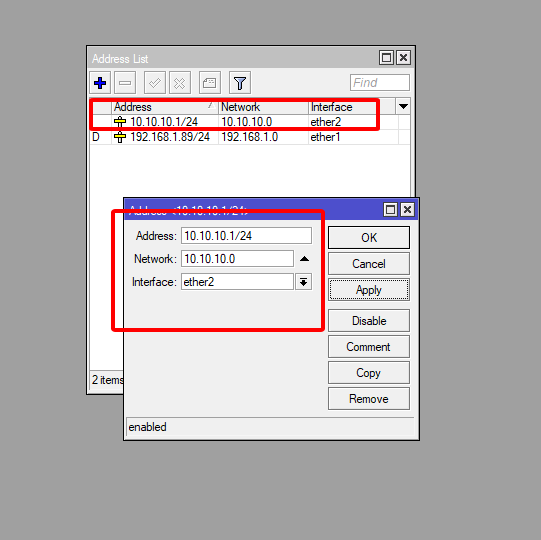 Address List
Find
Address Network Interface
10.10.10.1/24 10.10.10.0 ether2
D 192.168.1.89/24 192.168.1.0 ether1
Address <10.10.10.1/24>
Address: 10.10.10.1/24
Network: 10.10.10.0
Interface: ether2
OK
Cancel
Apply
Disable
Comment
Copy
Remove
2 items
enabled